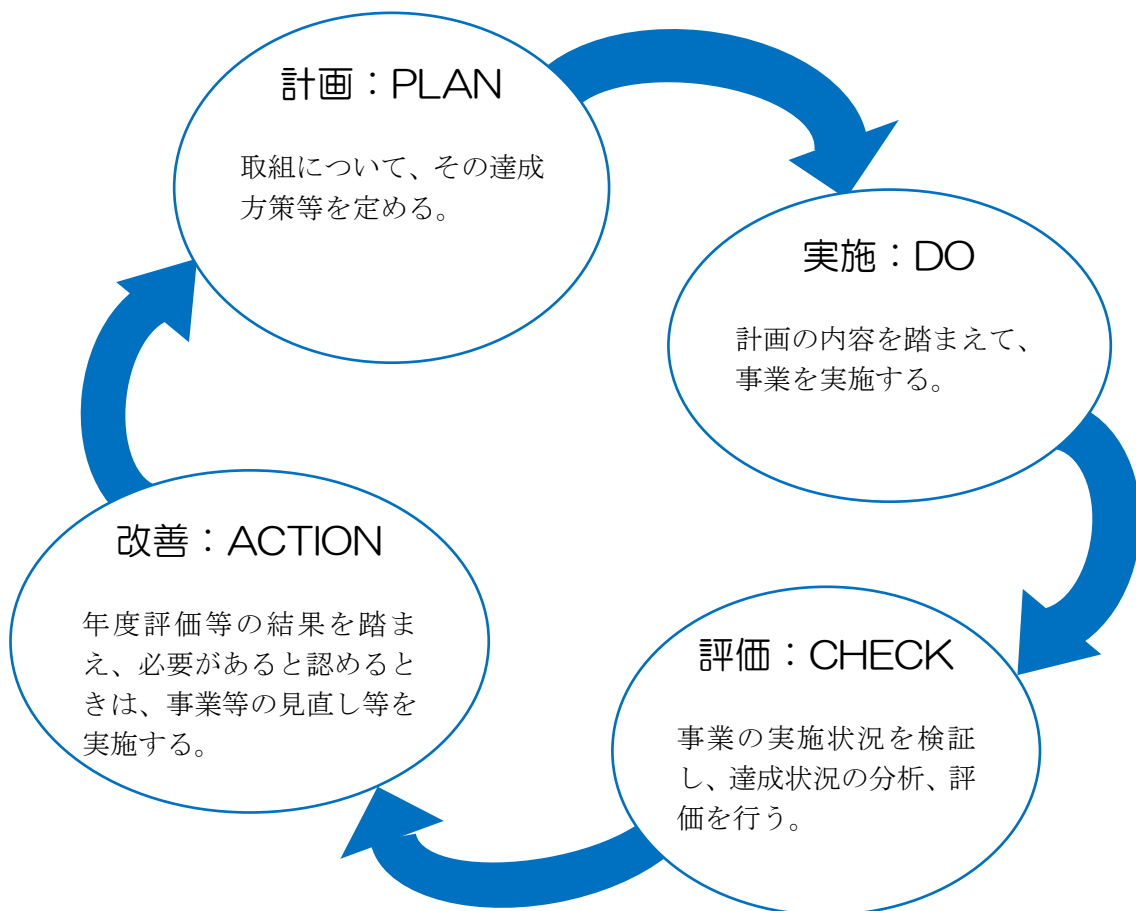 計画：PLAN
取組について、その達成
方策等を定める。
実施：DO
計画の内容を踏まえて、
事業を実施する。
評価：CHECK
事業の実施状況を検証
し、達成状況の分析、評
価を行う。
改善：ACTION
年度評価等の結果を踏ま
え、必要があると認めると
きは、事業等の見直し等を
実施する。